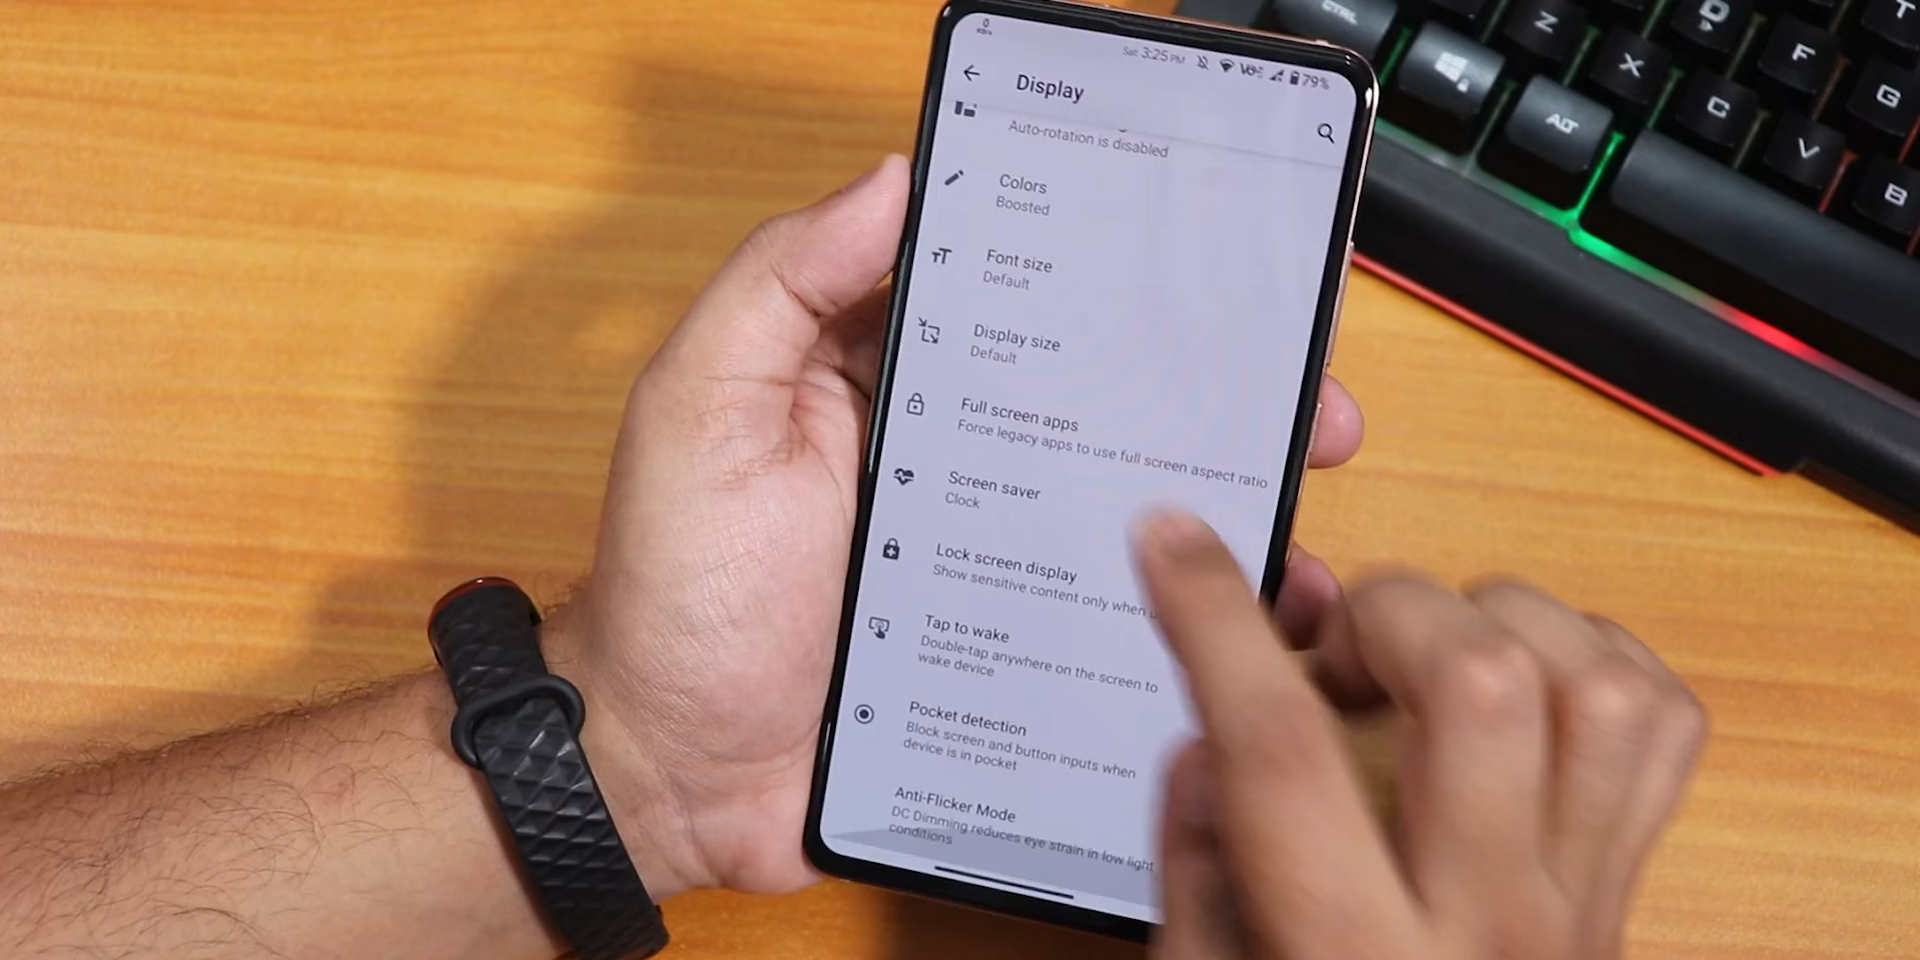 0
KB/s
Sat 3:25 PM
79%
Display
Auto-rotation is disabled
Colors
Boosted
Font size
Default
Display size
Default
Full screen apps
Force legacy apps to use full screen aspect ratio
Screen saver
Clock
Lock screen display
Show sensitive content only when
Tap to wake
Double-tap anywhere on the screen to
wake device
Pocket detection
Block screen and button inputs when
device is in pocket
Anti-Flicker Mode
DC Dimming reduces eye strain in low light
conditions
CTRL
Z
D
T
X
F
ALT
C
G
V
B